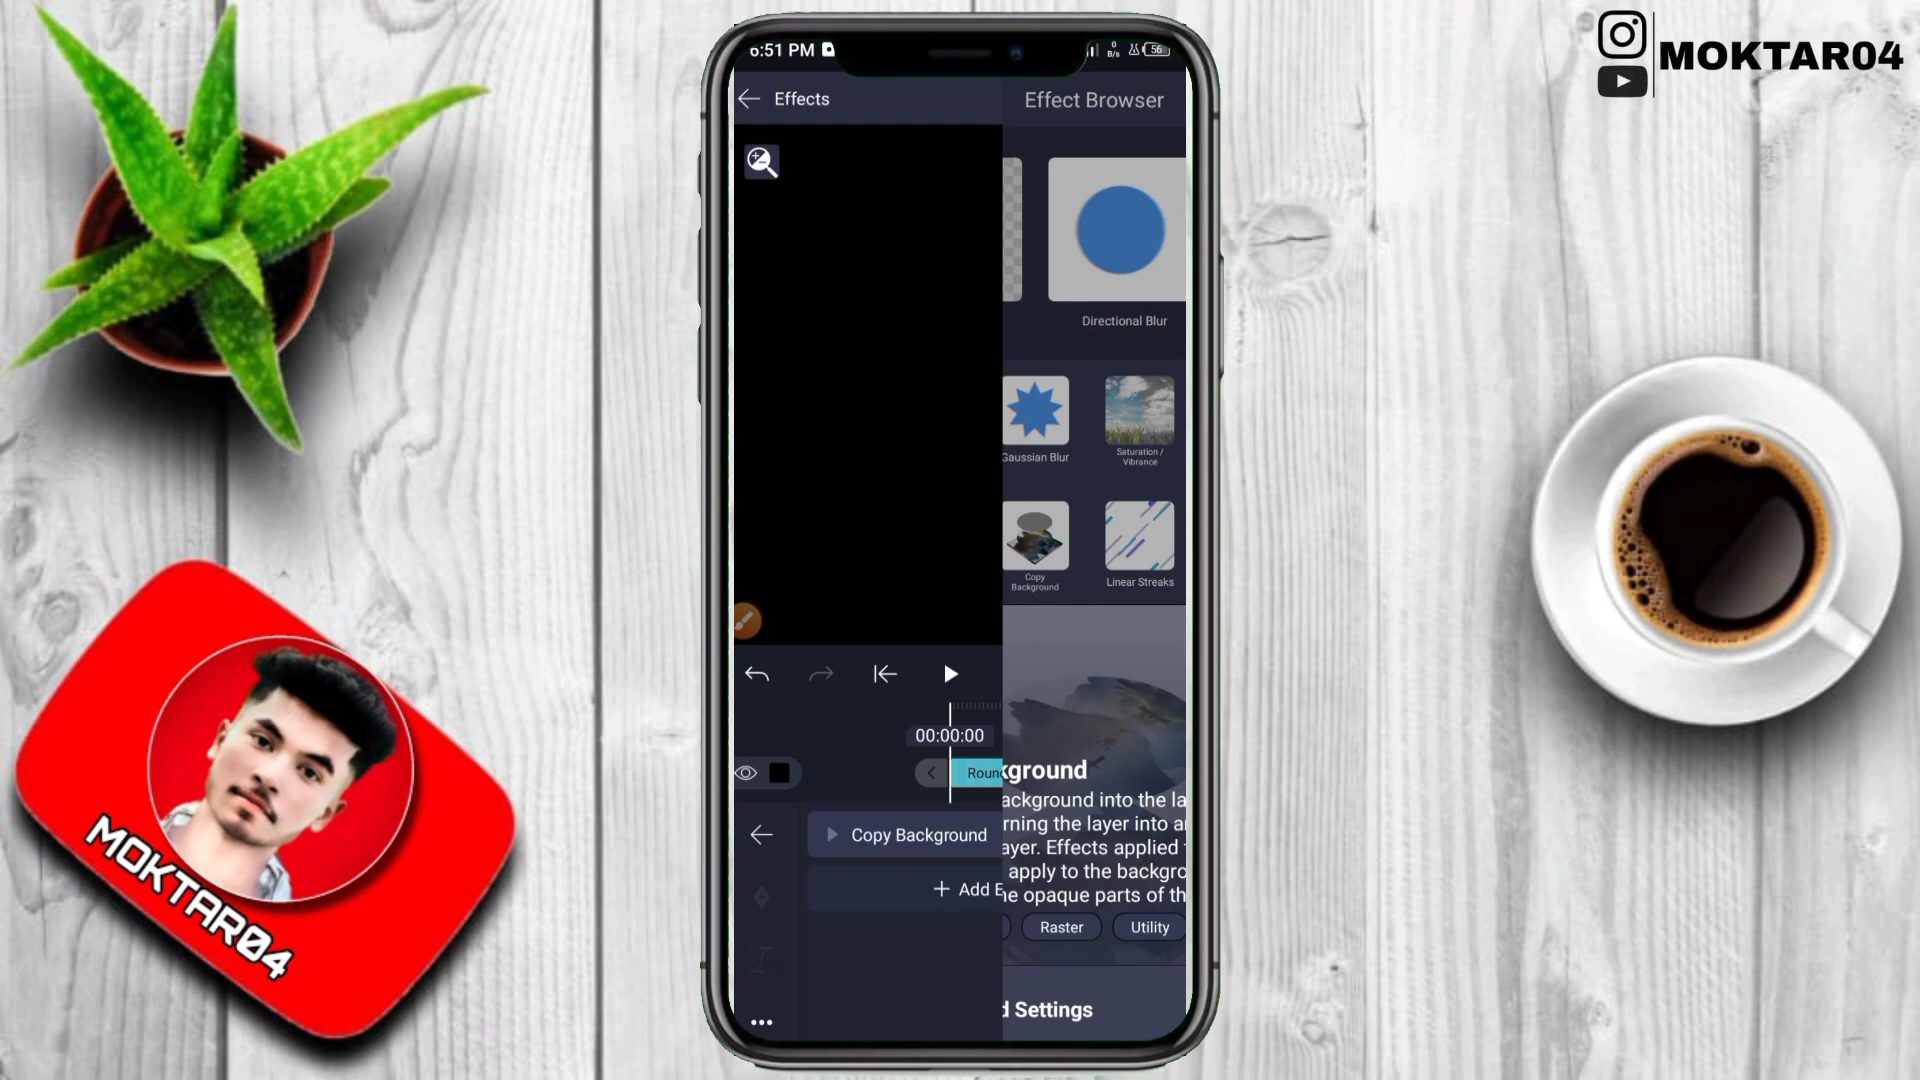 MOKTAR04
6:51 PM
0
B/s
56
Effects
Effect Browser
Directional Blur
Gaussian Blur
Saturation /
Vibrance
Copy
Background
Linear Streaks
00:00:00
Roun
kground
ackground into the la
rning the layer into a
ayer. Effects applied
apply to the backgro
e opaque parts of th
Copy Background
+ Add E
Raster
Utility
d Settings
MOKTAR04